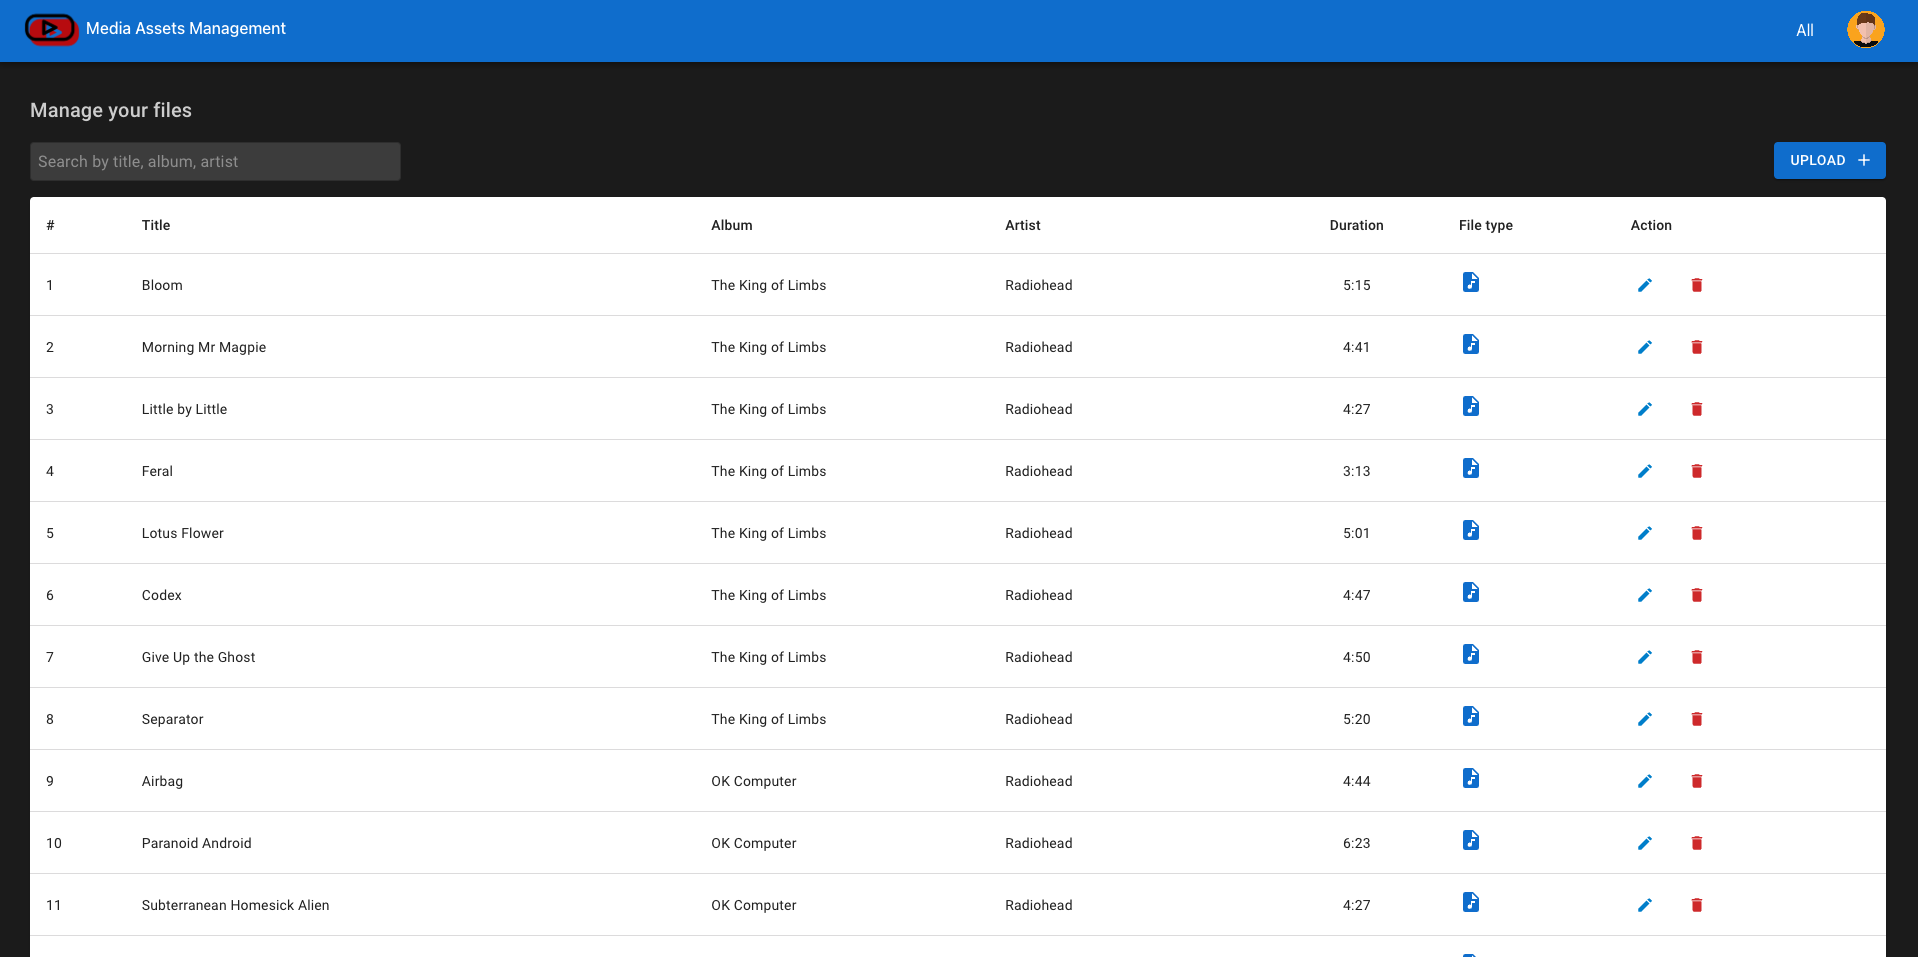 Media Assets Management
All
Manage your files
Search by title, album, artist
UPLOAD +
# Title Album Artist Duration File type Action
1 Bloom The King of Limbs Radiohead 5:15
2 Morning Mr Magpie The King of Limbs Radiohead 4:41
3 Little by Little The King of Limbs Radiohead 4:27
4 Feral The King of Limbs Radiohead 3:13
5 Lotus Flower The King of Limbs Radiohead 5:01
6 Codex The King of Limbs Radiohead 4:47
7 Give Up the Ghost The King of Limbs Radiohead 4:50
8 Separator The King of Limbs Radiohead 5:20
9 Airbag OK Computer Radiohead 4:44
10 Paranoid Android OK Computer Radiohead 6:23
11 Subterranean Homesick Alien OK Computer Radiohead 4:27